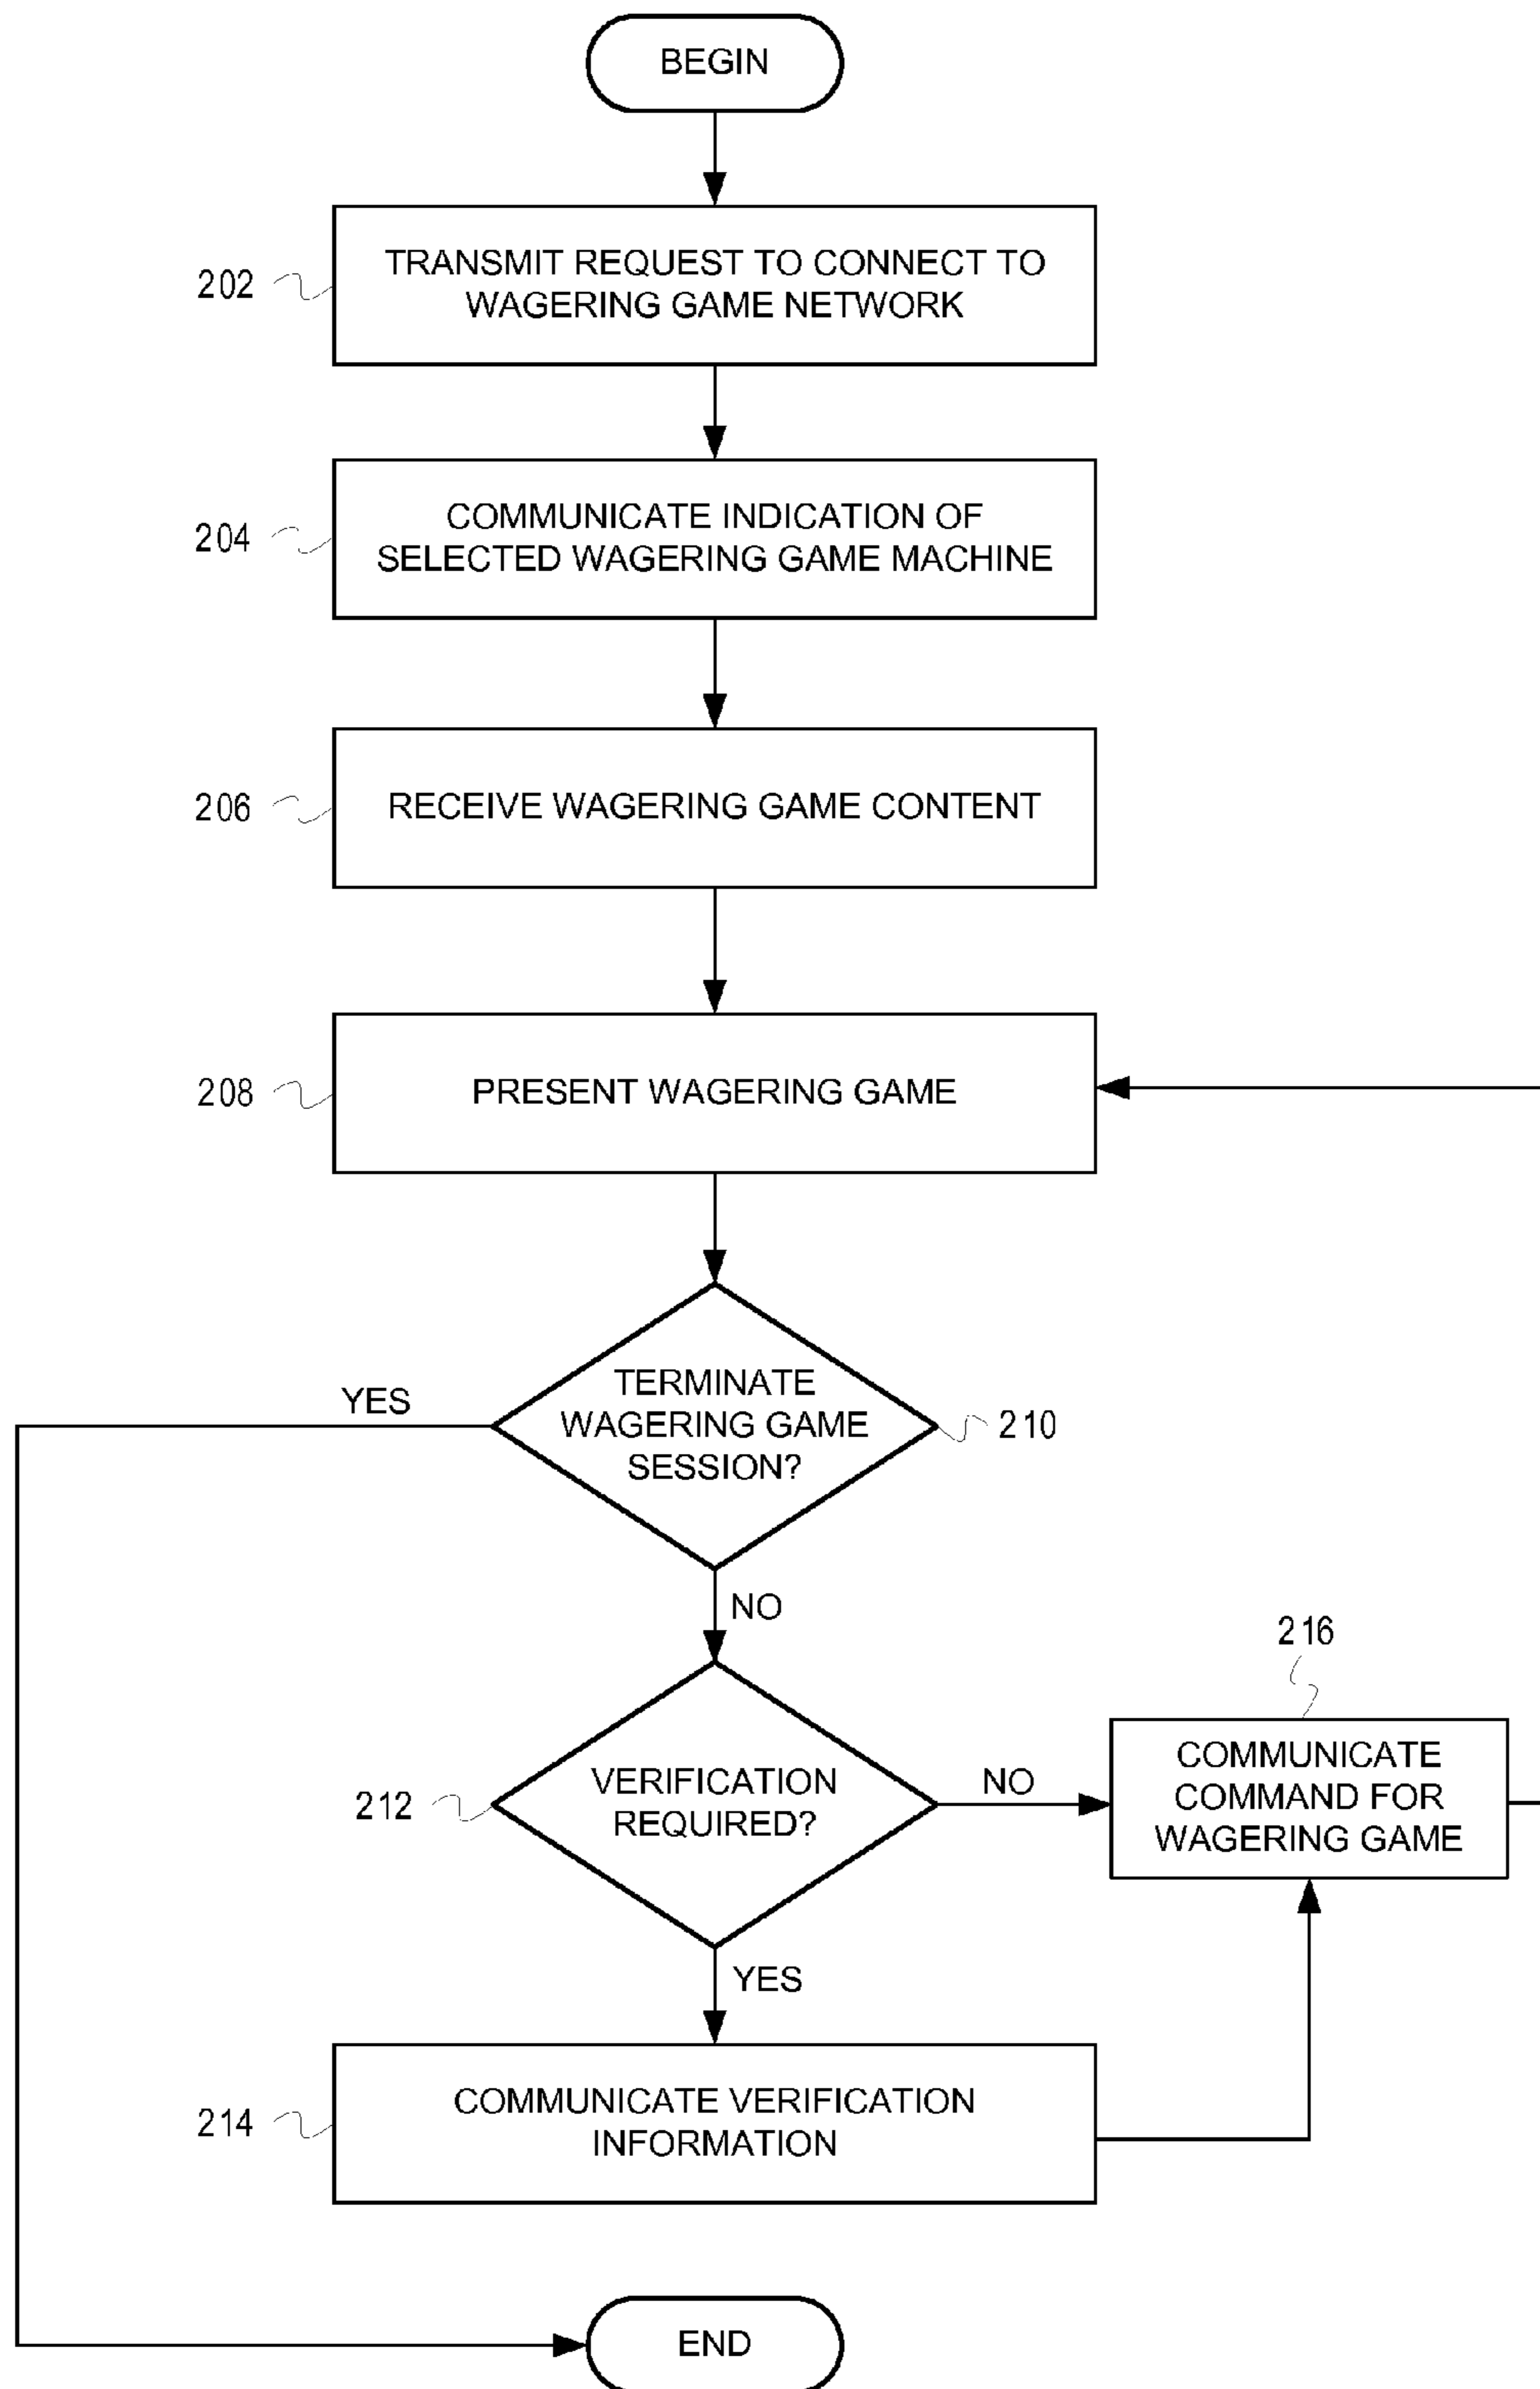 BEGIN
202
TRANSMIT REQUEST TO CONNECT TO
WAGERING GAME NETWORK
204
COMMUNICATE INDICATION OF
SELECTED WAGERING GAME MACHINE
206
RECEIVE WAGERING GAME CONTENT
208
PRESENT WAGERING GAME
TERMINATE
WAGERING GAME
SESSION?
YES
210
NO
216
212
VERIFICATION
REQUIRED?
NO
COMMUNICATE
COMMAND FOR
WAGERING GAME
YES
214
COMMUNICATE VERIFICATION
INFORMATION
END